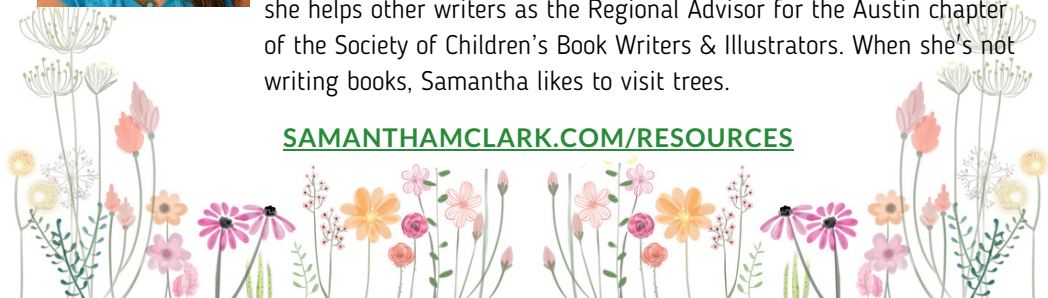 she helps other writers as the Regional Advisor for the Austin chapter
of the Society of Children’s Book Writers & Illustrators. When she's not
writing books, Samantha likes to visit trees.
SAMANTHAMCLARK.COM/RESOURCES